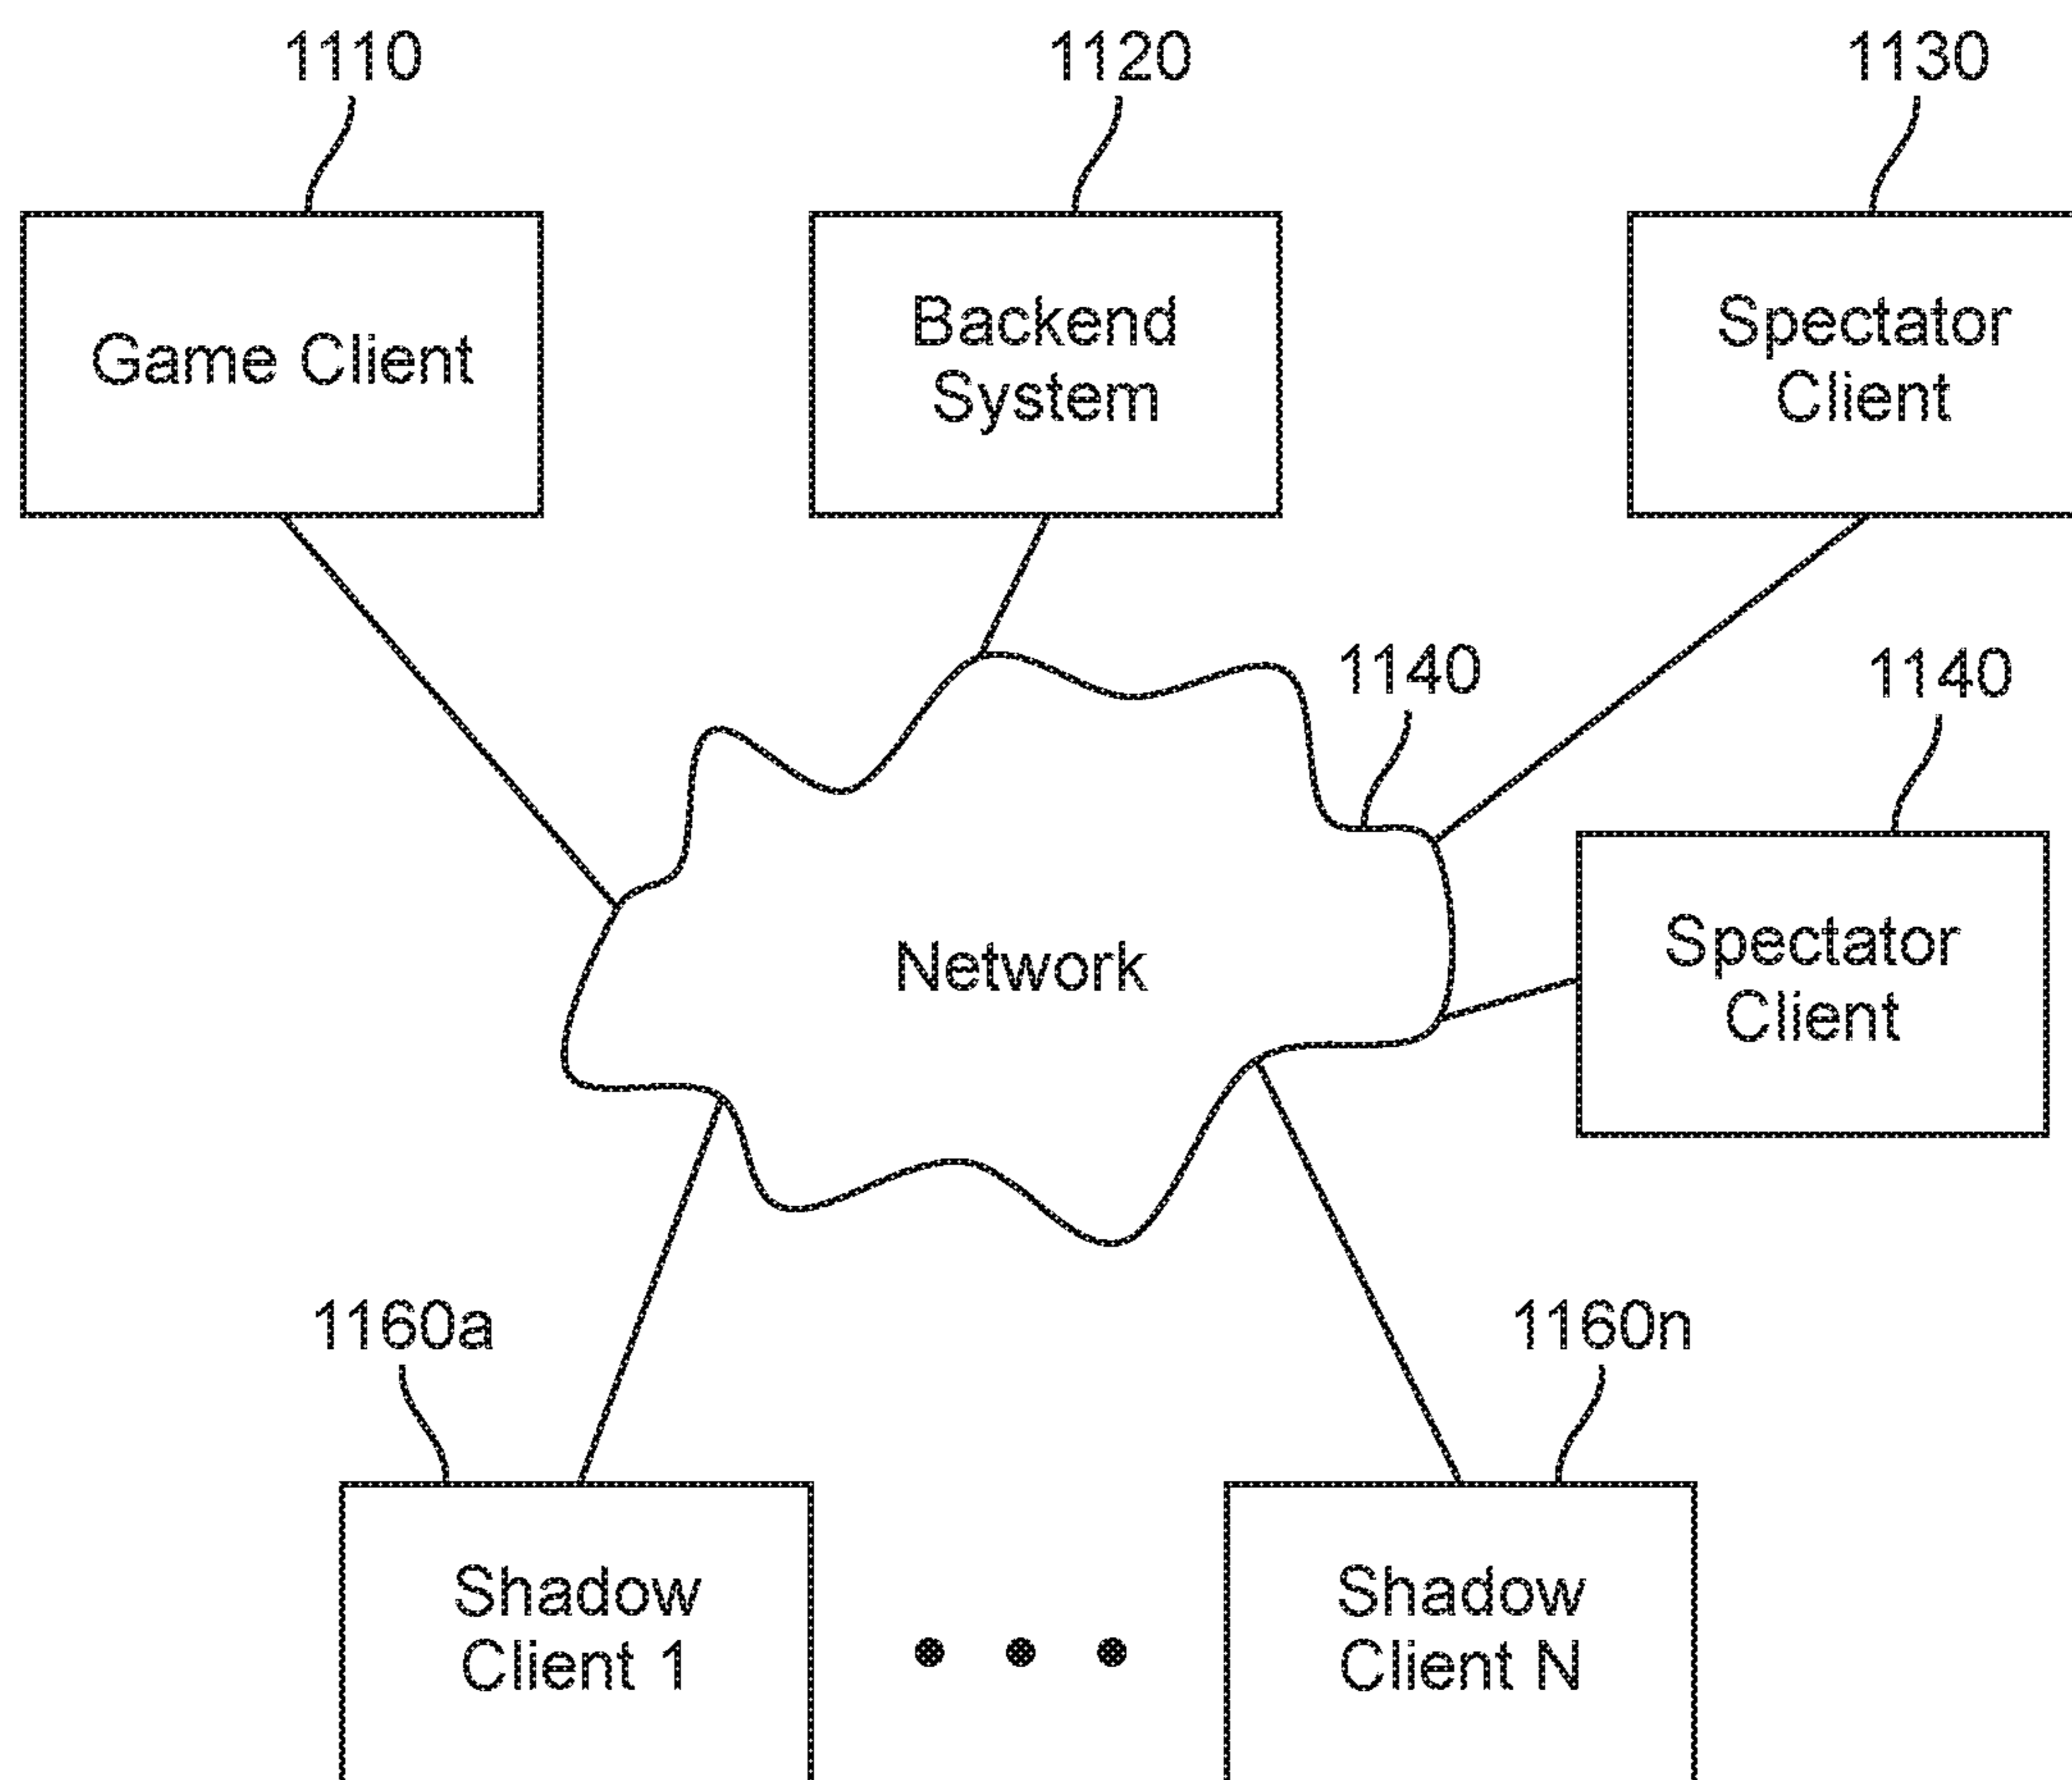 1110
1120
1130
Game Client
Backend
System
Spectator
Client
1140
1140
Network
Spectator
Client
1160a
1160n
Shadow
Client 1
Shadow
Client N